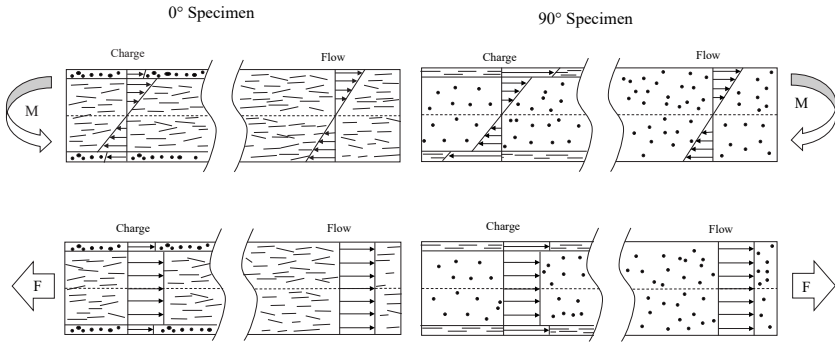 0° Specimen
90° Specimen
Charge
Flow
Charge
Flow
M
M
Charge
Flow
Charge
Flow
F
F